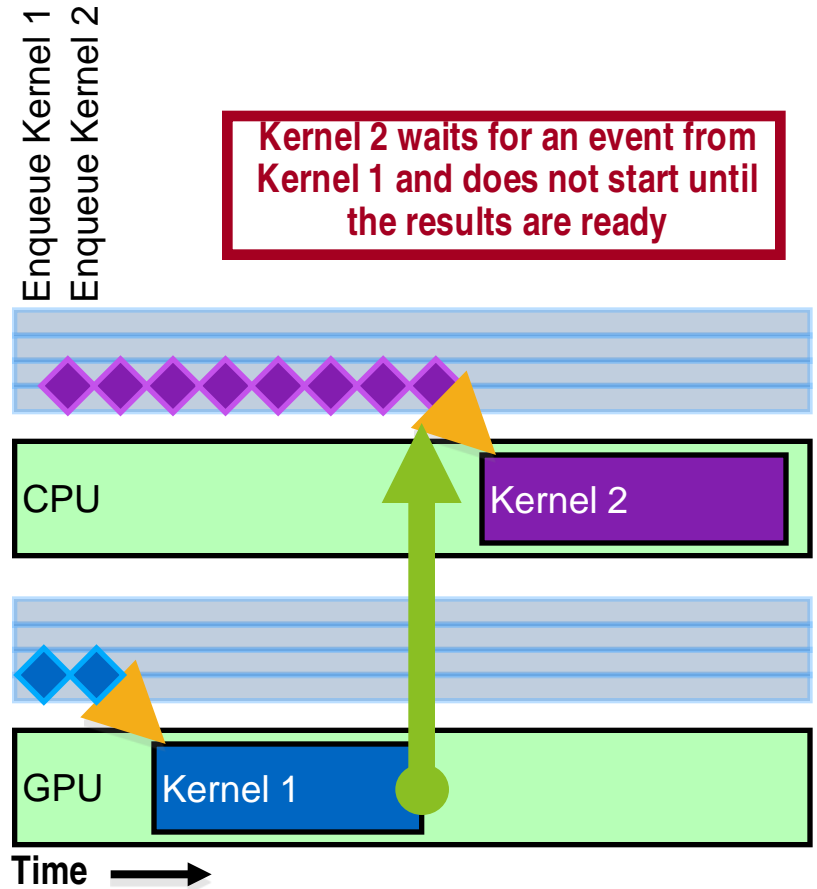 Enqueue Kernel 1
Enqueue Kernel 2
Kernel 2 waits for an event from
Kernel 1 and does not start until
the results are ready
CPU
Kernel 2
GPU
Kernel 1
Time